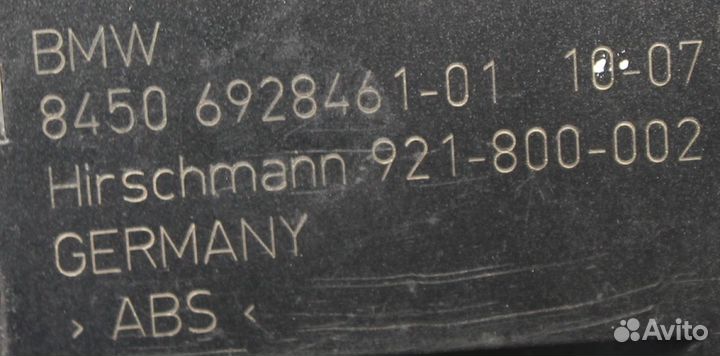 BMW
8450 6928461-01 10-07
Hirschmann 921-800-002
GERMANY
> ABS <
Avito